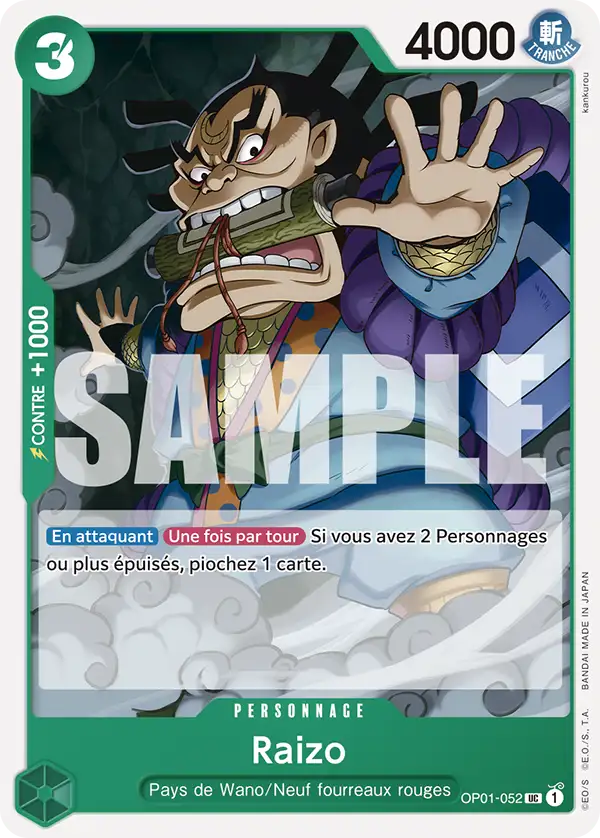 3
4000
斬
TRANCHE
kankurou
CONTRE +1000
SAMPLE
En attaquant Une fois par tour Si vous avez 2 Personnages
ou plus épuisés, piochez 1 carte.
PERSONNAGE
Raizo
Pays de Wano/Neuf fourreaux rouges
OP01-052 UC 1
©E.O/S ©E.O./S., T.A. BANDAI MADE IN JAPAN